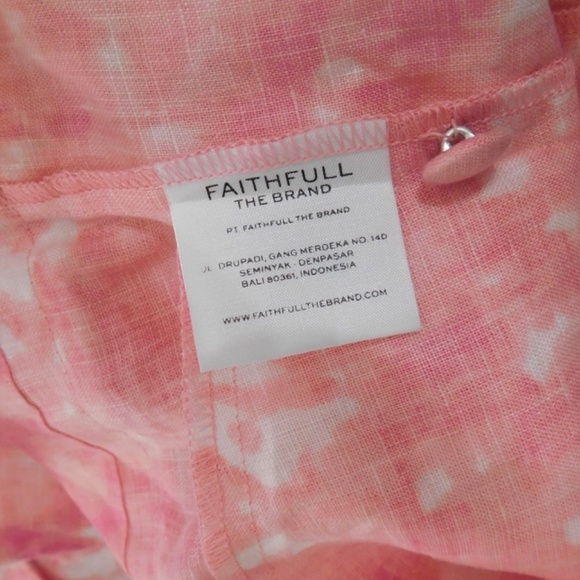 FAITHFULL
THE BRAND
PT. FAITHFULL THE BRAND
JL. DRUPADI, GANG MERDEKA NO. 14D
SEMINYAK - DENPASAR
BALI 80361, INDONESIA
WWW.FAITHFULLTHEBRAND.COM